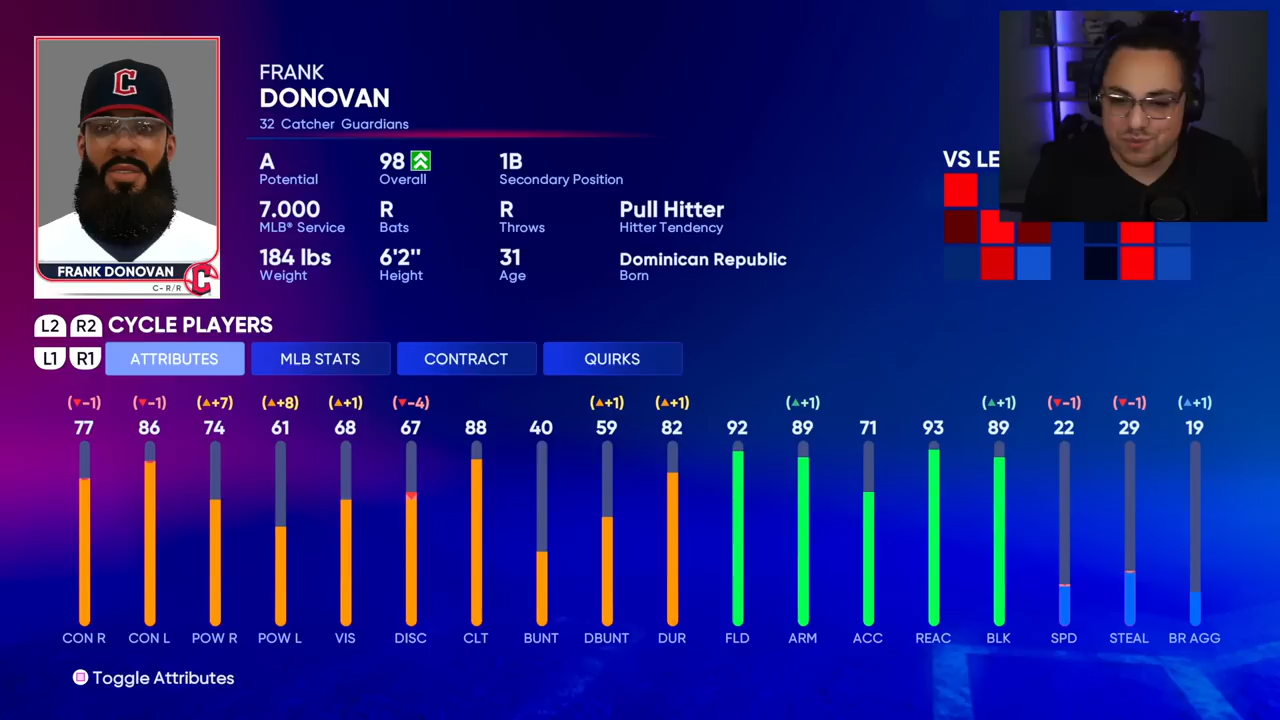 FRANK
DONOVAN
32 Catcher Guardians
A
Potential
98
Overall
1B
Secondary Position
7.000
MLB® Service
R
Bats
R
Throws
Pull Hitter
Hitter Tendency
184 lbs
Weight
6'2''
Height
31
Age
Dominican Republic
Born
VS LE
C
FRANK DONOVAN
C- R/R
C
L2 R2 CYCLE PLAYERS
L1 R1 ATTRIBUTES MLB STATS CONTRACT QUIRKS
(▼-1) (▼-1) (▲+7) (▲+8) (▲+1) (▼-4) (▲+1) (▲+1) (▲+1) (▲+1) (▼-1) (▼-1) (▲+1)
77 86 74 61 68 67 88 40 59 82 92 89 71 93 89 22 29 19
CON R CON L POW R POW L VIS DISC CLT BUNT DBUNT DUR FLD ARM ACC REAC BLK SPD STEAL BR AGG
Toggle Attributes